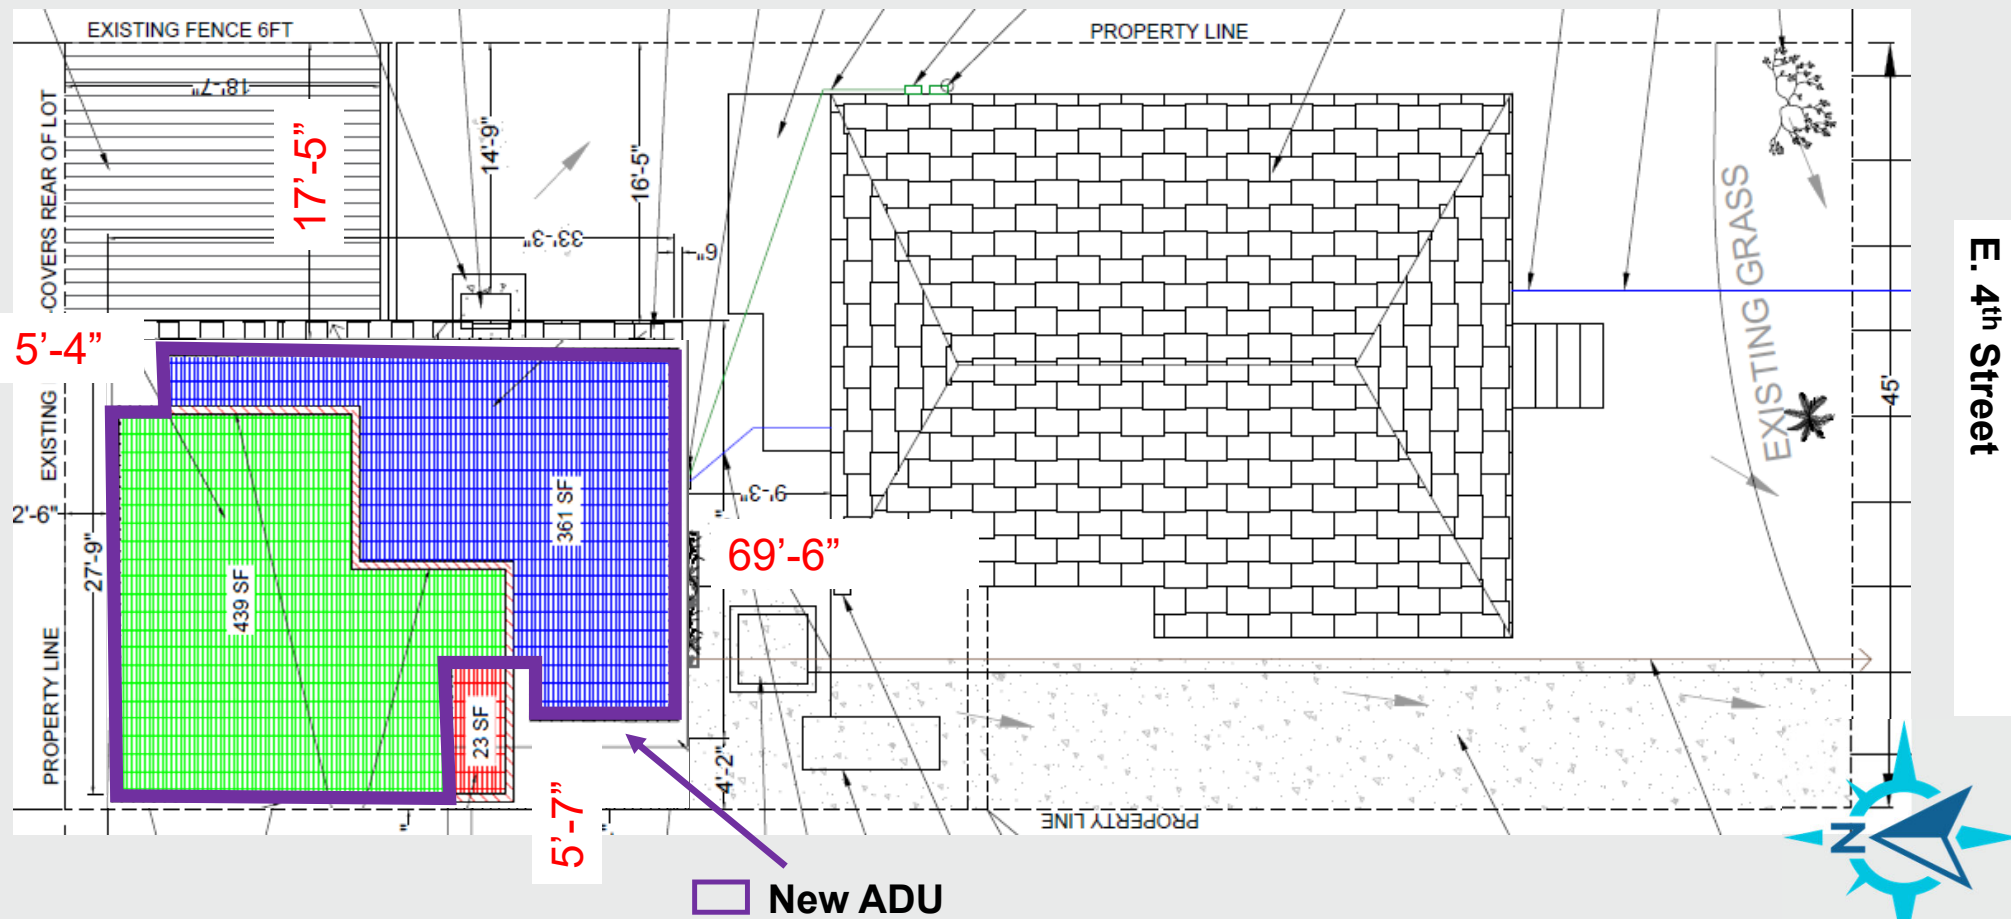 EXISTING FENCE 6FT
PROPERTY LINE
18'-7"
17’-5”
14'-9"
16'-5"
33'-3"
6"
COVERS REAR OF LOT
EXISTING
PROPERTY LINE
5’-4”
2'-6"
27'-9"
439 SF
361 SF
23 SF
9'-3"
69’-6”
4'-2"
5’-7”
EXISTING GRASS
45'
E. 4th Street
PROPERTY LINE
N
New ADU